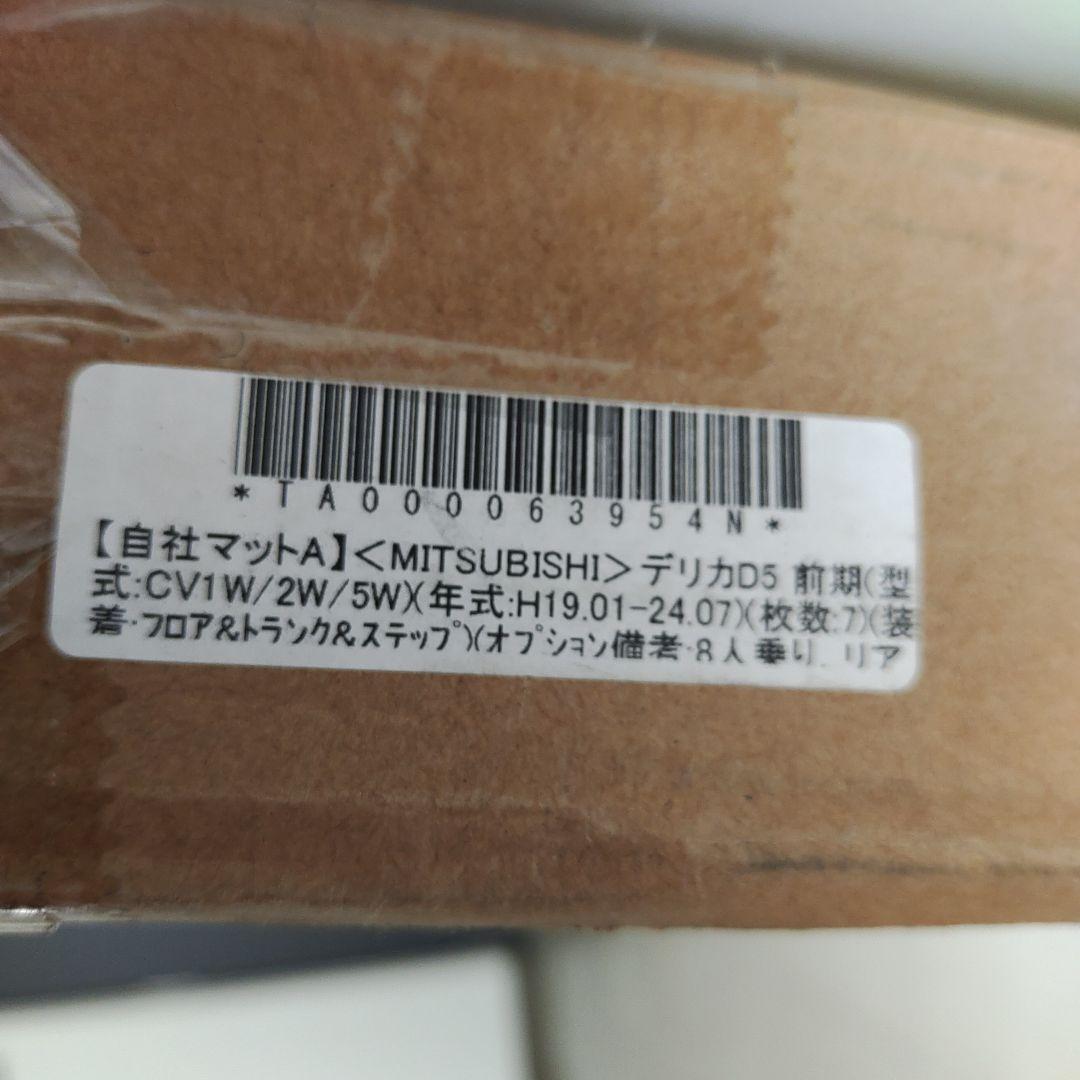 *TA000063954N*
【自社マットA】<MITSUBISHI>デリカD5 前期(型
式:CV1W/2W/5W)(年式:H19.01-24.07)(枚数:7)(装
着:フロア&トランク&ステップ)(オプション備考:8人乗り、リア